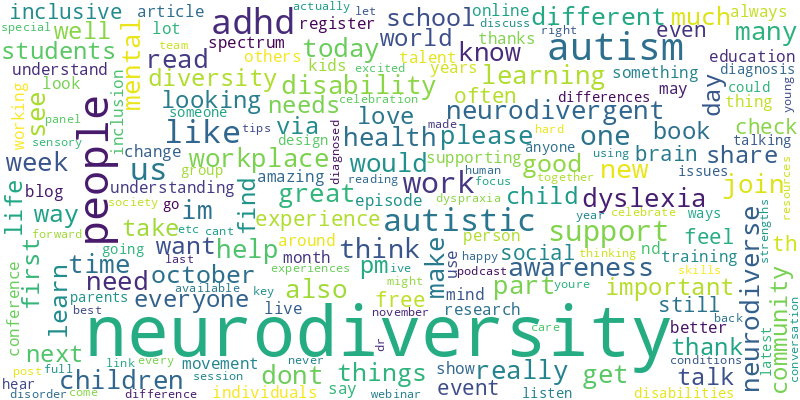 inclusive
article
adhd
actually
let
school
online
different
much
always
special
well
lot
register
discuss
right
students
mental
read
spectrum
today
world
thanks
know
even
many
team
others
talent
kids
years
excited
autism
understand
inclusion
diversity
disability
learning
something
education
look
looking
needs
often
differences
may
day
diagnosis
could
thing
young
working
see
people
panel
someone
celebration
love
neurodivergent
sensory
like
via
design
made
hard
book
check
tips
diagnosed
health
please
one
brain
share
talking
week
change
us
group
workplace
would
supporting
anyone
using
issues
understanding
amazing
reading
human
focus
together
good
new
join
blog
society
go
great
episode
work
dyspraxia
child
dyslexia
resources
life
way
im
find
experience
autistic
year
celebrate
ways
strengths
forward
etc
cant
take
around
person
support
feel
th
first
going
want
help
think
make
use
social
nd
training
neurodiverse
community
conversation
last
month
pm
ive
happy
thinking
conference
learn
time
october
experiences
might
podcast
awareness
skills
need
parents
available
key
also
mind
part
youre
important
latest
everyone
live
free
research
still
best
november
neurodiversity
care
better
back
next
dr
thank
link
every
movement
never
show
really
conditions
post
full
children
session
dont
things
get
talk
hear
disorder
come
difference
individuals
say
webinar
event
listen
disabilities